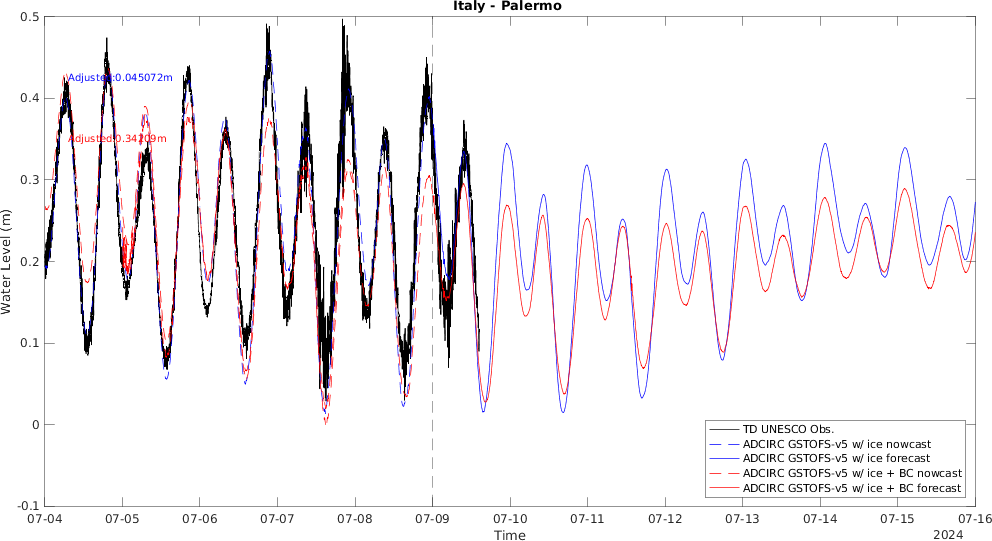 Italy - Palermo
0.5
0.4
0.3
0.2
0.1
0
-0.1
Water Level (m)
Adjusted:0.045072m
Adjusted:0.34209m
TD UNESCO Obs.
ADCIRC GSTOFS-v5 w/ ice nowcast
ADCIRC GSTOFS-v5 w/ ice forecast
ADCIRC GSTOFS-v5 w/ ice + BC nowcast
ADCIRC GSTOFS-v5 w/ ice + BC forecast
07-04 07-05 07-06 07-07 07-08 07-09 07-10 07-11 07-12 07-13 07-14 07-15 07-16
Time
2024